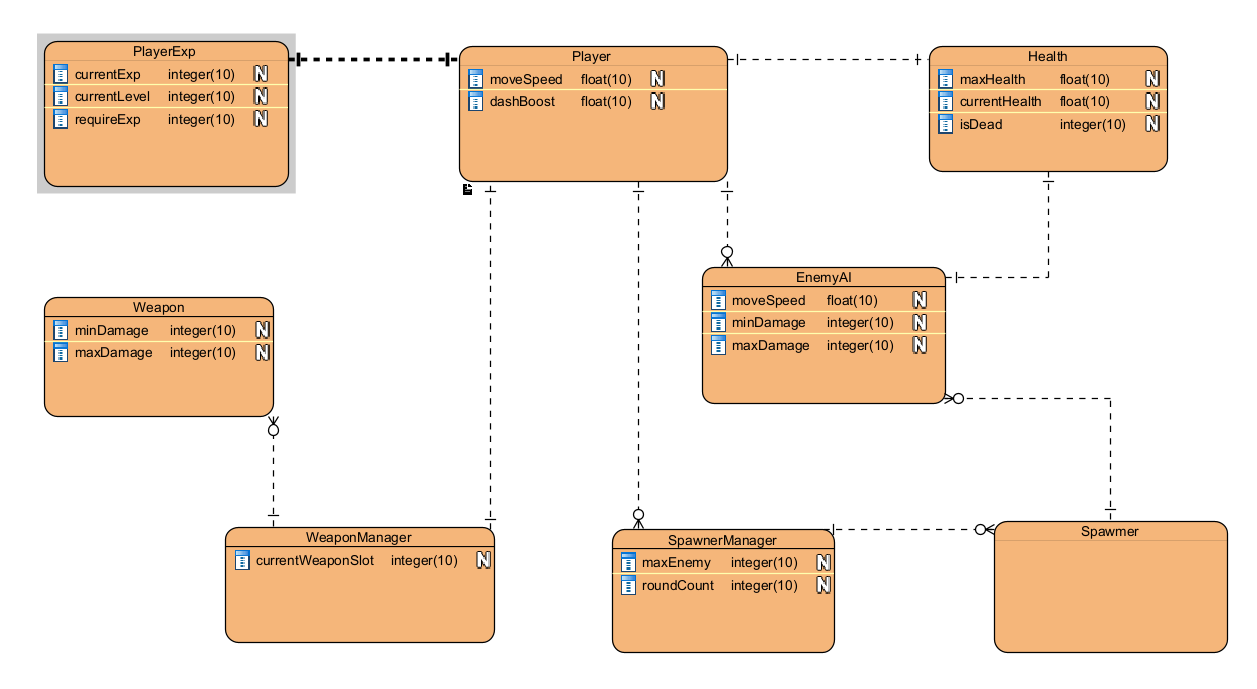 PlayerExp
currentExp integer(10) N
currentLevel integer(10) N
requireExp integer(10) N
Player
moveSpeed float(10) N
dashBoost float(10) N
Health
maxHealth float(10) N
currentHealth float(10) N
isDead integer(10) N
EnemyAI
moveSpeed float(10) N
minDamage integer(10) N
maxDamage integer(10) N
Weapon
minDamage integer(10) N
maxDamage integer(10) N
WeaponManager
currentWeaponSlot integer(10) N
SpawnerManager
maxEnemy integer(10) N
roundCount integer(10) N
Spawmer